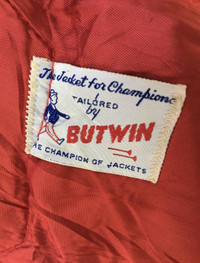 The Jacket for Champions
TAILORED
by
BUTWIN
THE CHAMPION OF JACKETS